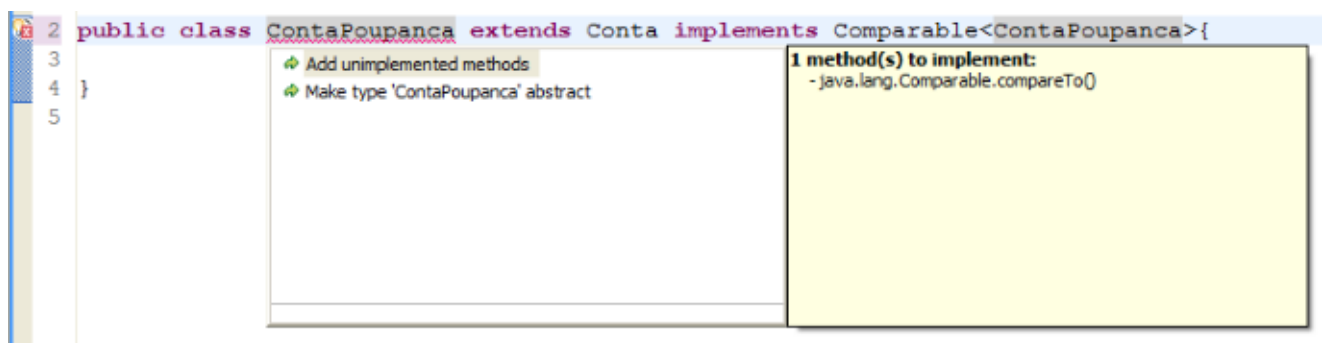 2 public class ContaPoupanca extends Conta implements Comparable<ContaPoupanca>{
3
Add unimplemented methods
1 method(s) to implement:
4 }
Make type 'ContaPoupanca' abstract
- java.lang.Comparable.compareTo()
5